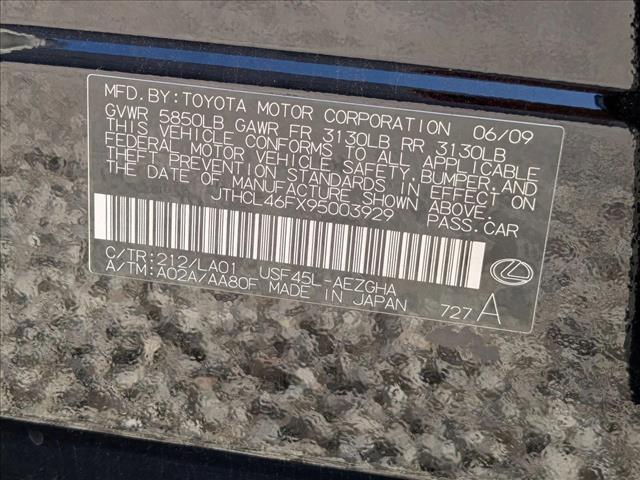 MFD. BY: TOYOTA MOTOR CORPORATION 06/09
GVWR 5850LB GAWR FR 3130LB RR 3130LB
THIS VEHICLE CONFORMS TO ALL APPLICABLE
FEDERAL MOTOR VEHICLE SAFETY, BUMPER, AND
THEFT PREVENTION STANDARDS IN EFFECT ON
THE DATE OF MANUFACTURE SHOWN ABOVE.
JTHCL46FX95003929 PASS. CAR
C/TR: 212/LA01 USF45L-AEZGHA
A/TM: A02A/AA80F MADE IN JAPAN 727 A